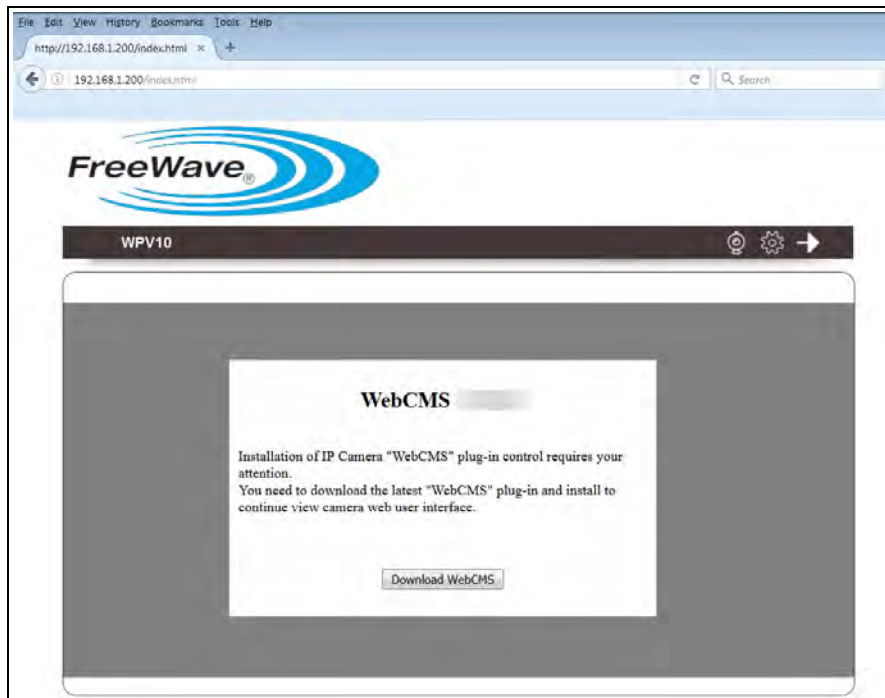 File Edit View History Bookmarks Tools Help
http://192.168.1.200/index.html × +
192.168.1.200/index.html Search
FreeWave®
WPV10
WebCMS
Installation of IP Camera "WebCMS" plug-in control requires your
attention.
You need to download the latest "WebCMS" plug-in and install to
continue view camera web user interface.
Download WebCMS